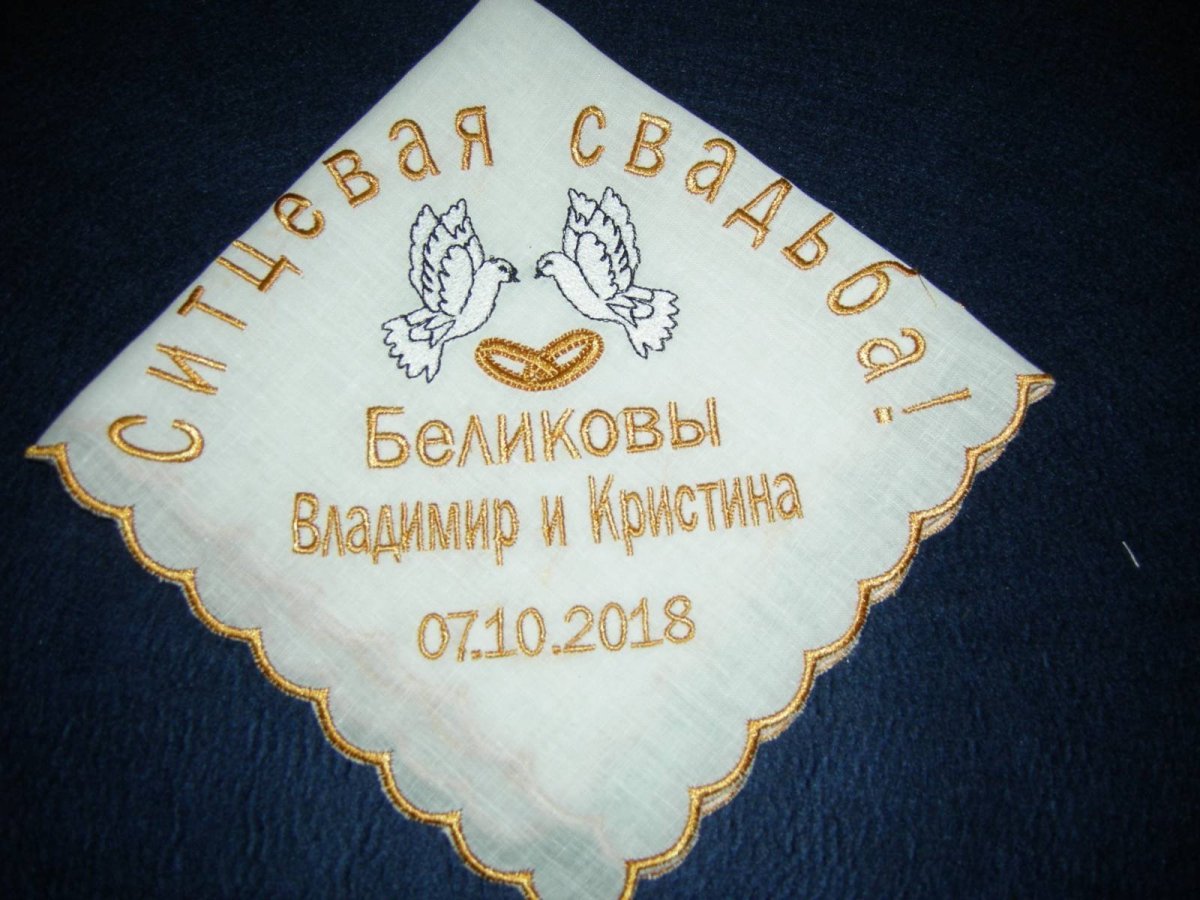 Ситцевая свадьба!
Беликовы
Владимир и Кристина
07.10.2018